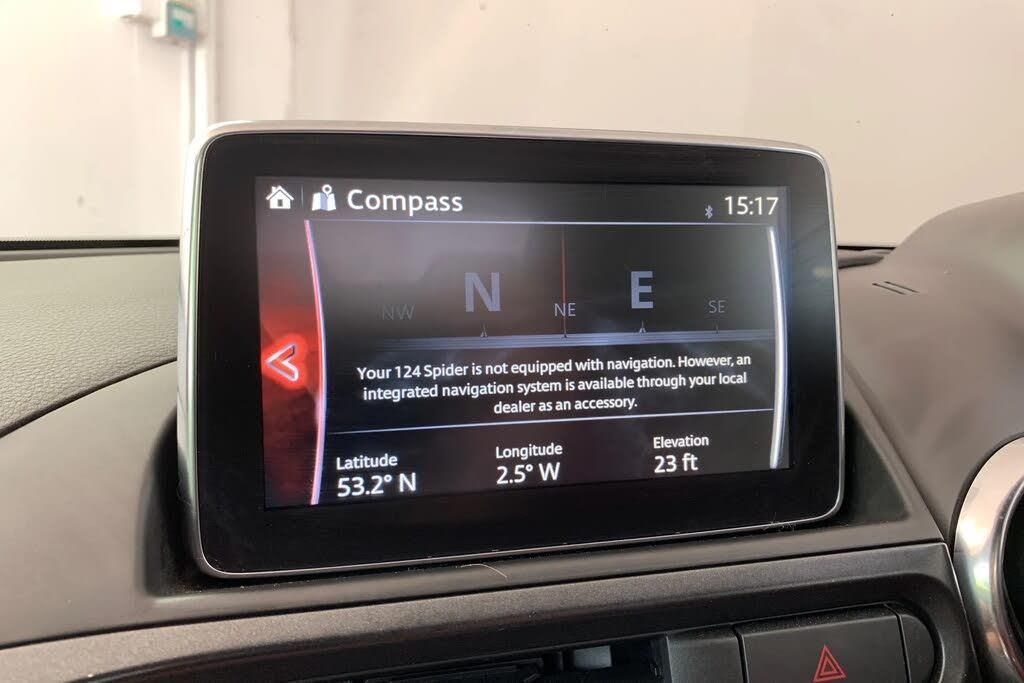 Compass
15:17
NW N NE E SE
Your 124 Spider is not equipped with navigation. However, an
integrated navigation system is available through your local
dealer as an accessory.
Latitude Longitude Elevation
53.2° N 2.5° W 23 ft